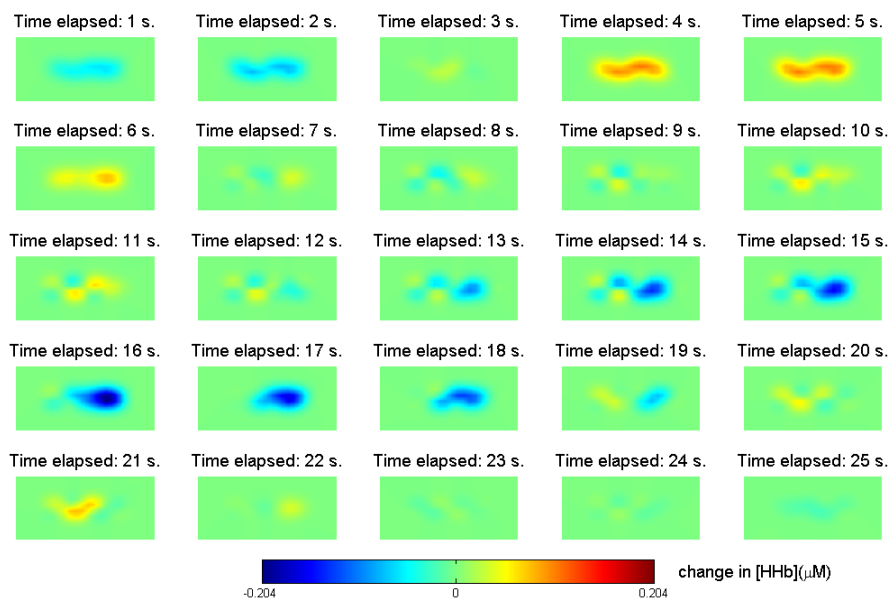 Time elapsed: 1 s. Time elapsed: 2 s. Time elapsed: 3 s. Time elapsed: 4 s. Time elapsed: 5 s.
Time elapsed: 6 s. Time elapsed: 7 s. Time elapsed: 8 s. Time elapsed: 9 s. Time elapsed: 10 s.
Time elapsed: 11 s. Time elapsed: 12 s. Time elapsed: 13 s. Time elapsed: 14 s. Time elapsed: 15 s.
Time elapsed: 16 s. Time elapsed: 17 s. Time elapsed: 18 s. Time elapsed: 19 s. Time elapsed: 20 s.
Time elapsed: 21 s. Time elapsed: 22 s. Time elapsed: 23 s. Time elapsed: 24 s. Time elapsed: 25 s.
change in [HHb](μM)
-0.204 0 0.204